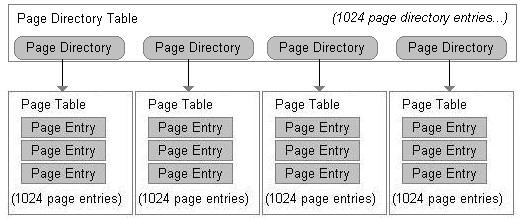 Page Directory Table (1024 page directory entries...)
Page Directory Page Directory Page Directory Page Directory
Page Table Page Table Page Table Page Table
Page Entry Page Entry Page Entry Page Entry
Page Entry Page Entry Page Entry Page Entry
Page Entry Page Entry Page Entry Page Entry
(1024 page entries) (1024 page entries) (1024 page entries) (1024 page entries)